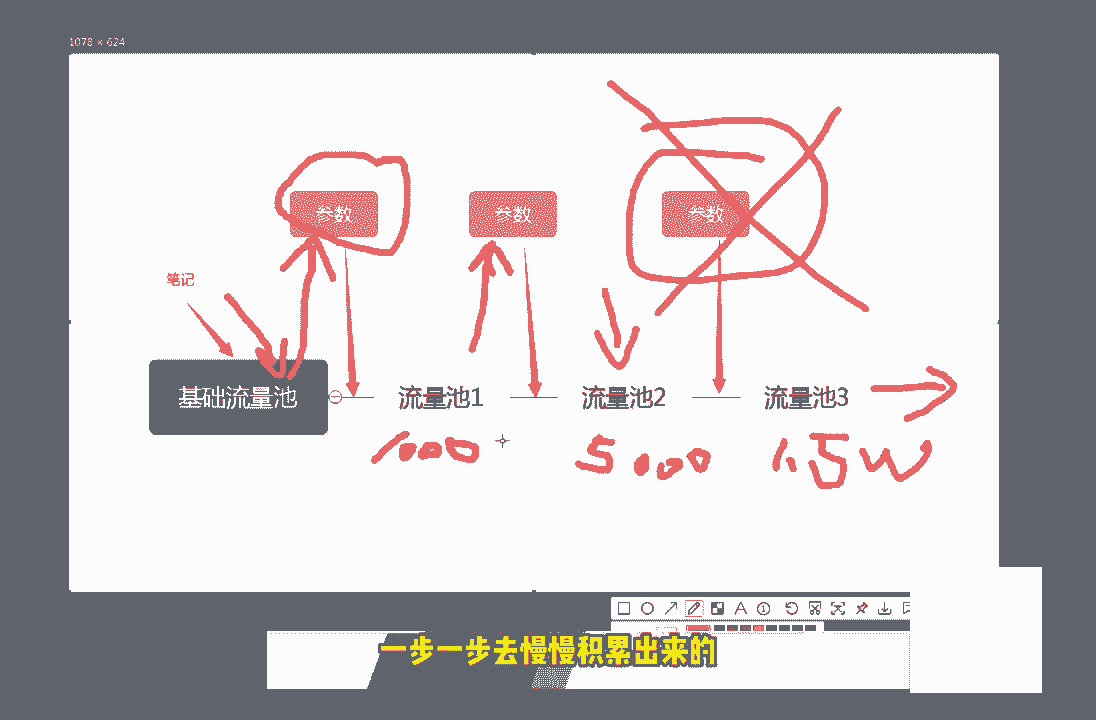 1078 × 624
参数 参数 参数
笔记
基础流量池 流量池1 流量池2 流量池3
1000 5000 1.5W
一步一步去慢慢积累出来的